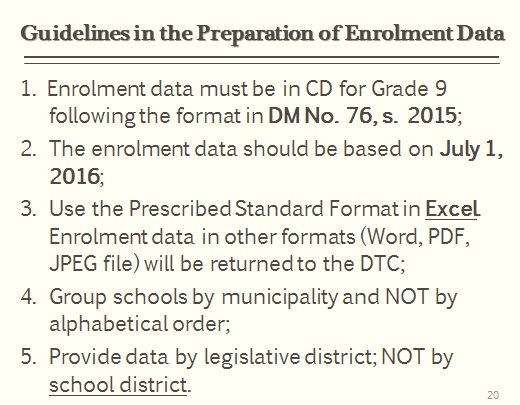 Guidelines in the Preparation of Enrolment Data
1. Enrolment data must be in CD for Grade 9
following the format in DM No. 76, s. 2015;
2. The enrolment data should be based on July 1,
2016;
3. Use the Prescribed Standard Format in Excel
Enrolment data in other formats (Word, PDF,
JPEG file) will be returned to the DTC;
4. Group schools by municipality and NOT by
alphabetical order;
5. Provide data by legislative district; NOT by
school district.
20